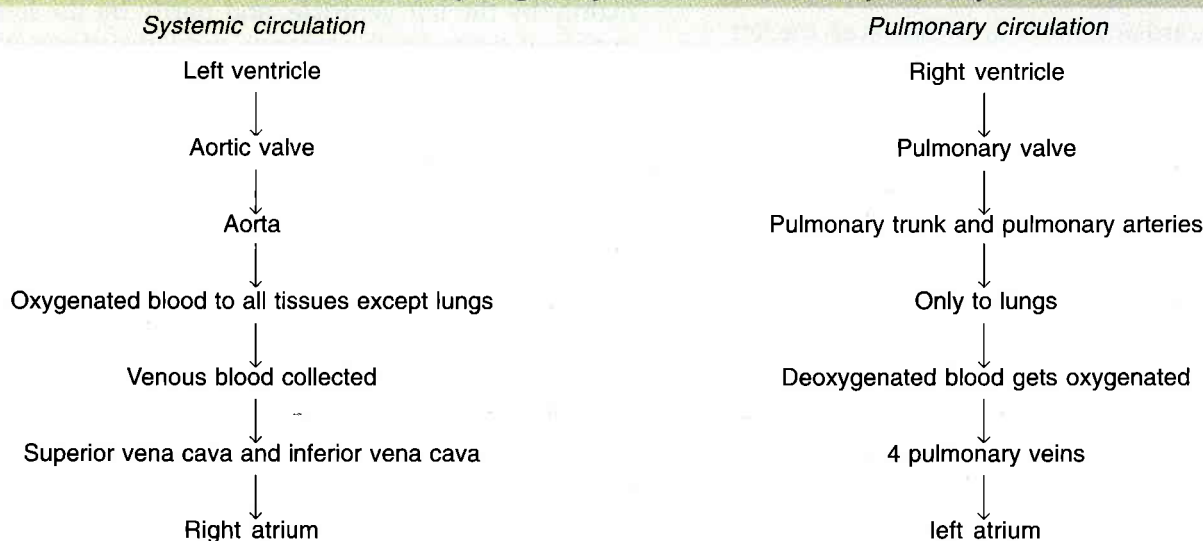 Systemic circulation
Left ventricle
Aortic valve
Aorta
Oxygenated blood to all tissues except lungs
Venous blood collected
Superior vena cava and inferior vena cava
Right atrium
Pulmonary circulation
Right ventricle
Pulmonary valve
Pulmonary trunk and pulmonary arteries
Only to lungs
Deoxygenated blood gets oxygenated
4 pulmonary veins
left atrium